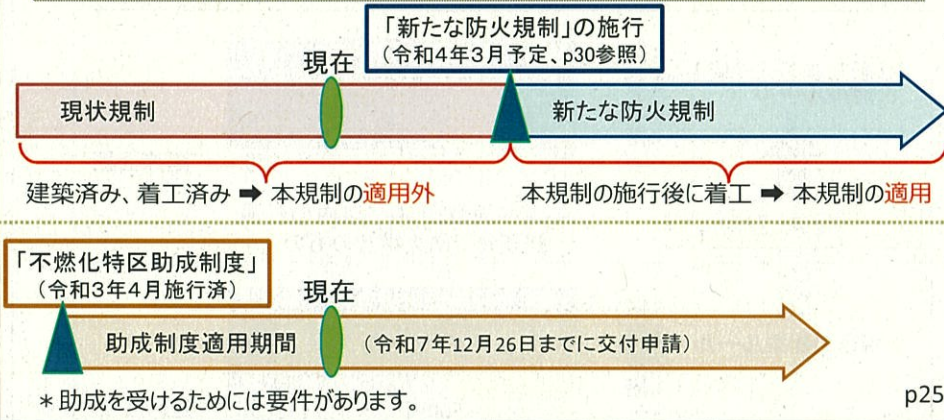 「新たな防火規制」の施行
（令和4年3月予定、p30参照）
現在
現状規制
新たな防火規制
建築済み、着工済み ➡ 本規制の適用外
本規制の施行後に着工 ➡ 本規制の適用
「不燃化特区助成制度」
（令和3年4月施行済）
現在
助成制度適用期間
（令和7年12月26日までに交付申請）
＊助成を受けるためには要件があります。
p25